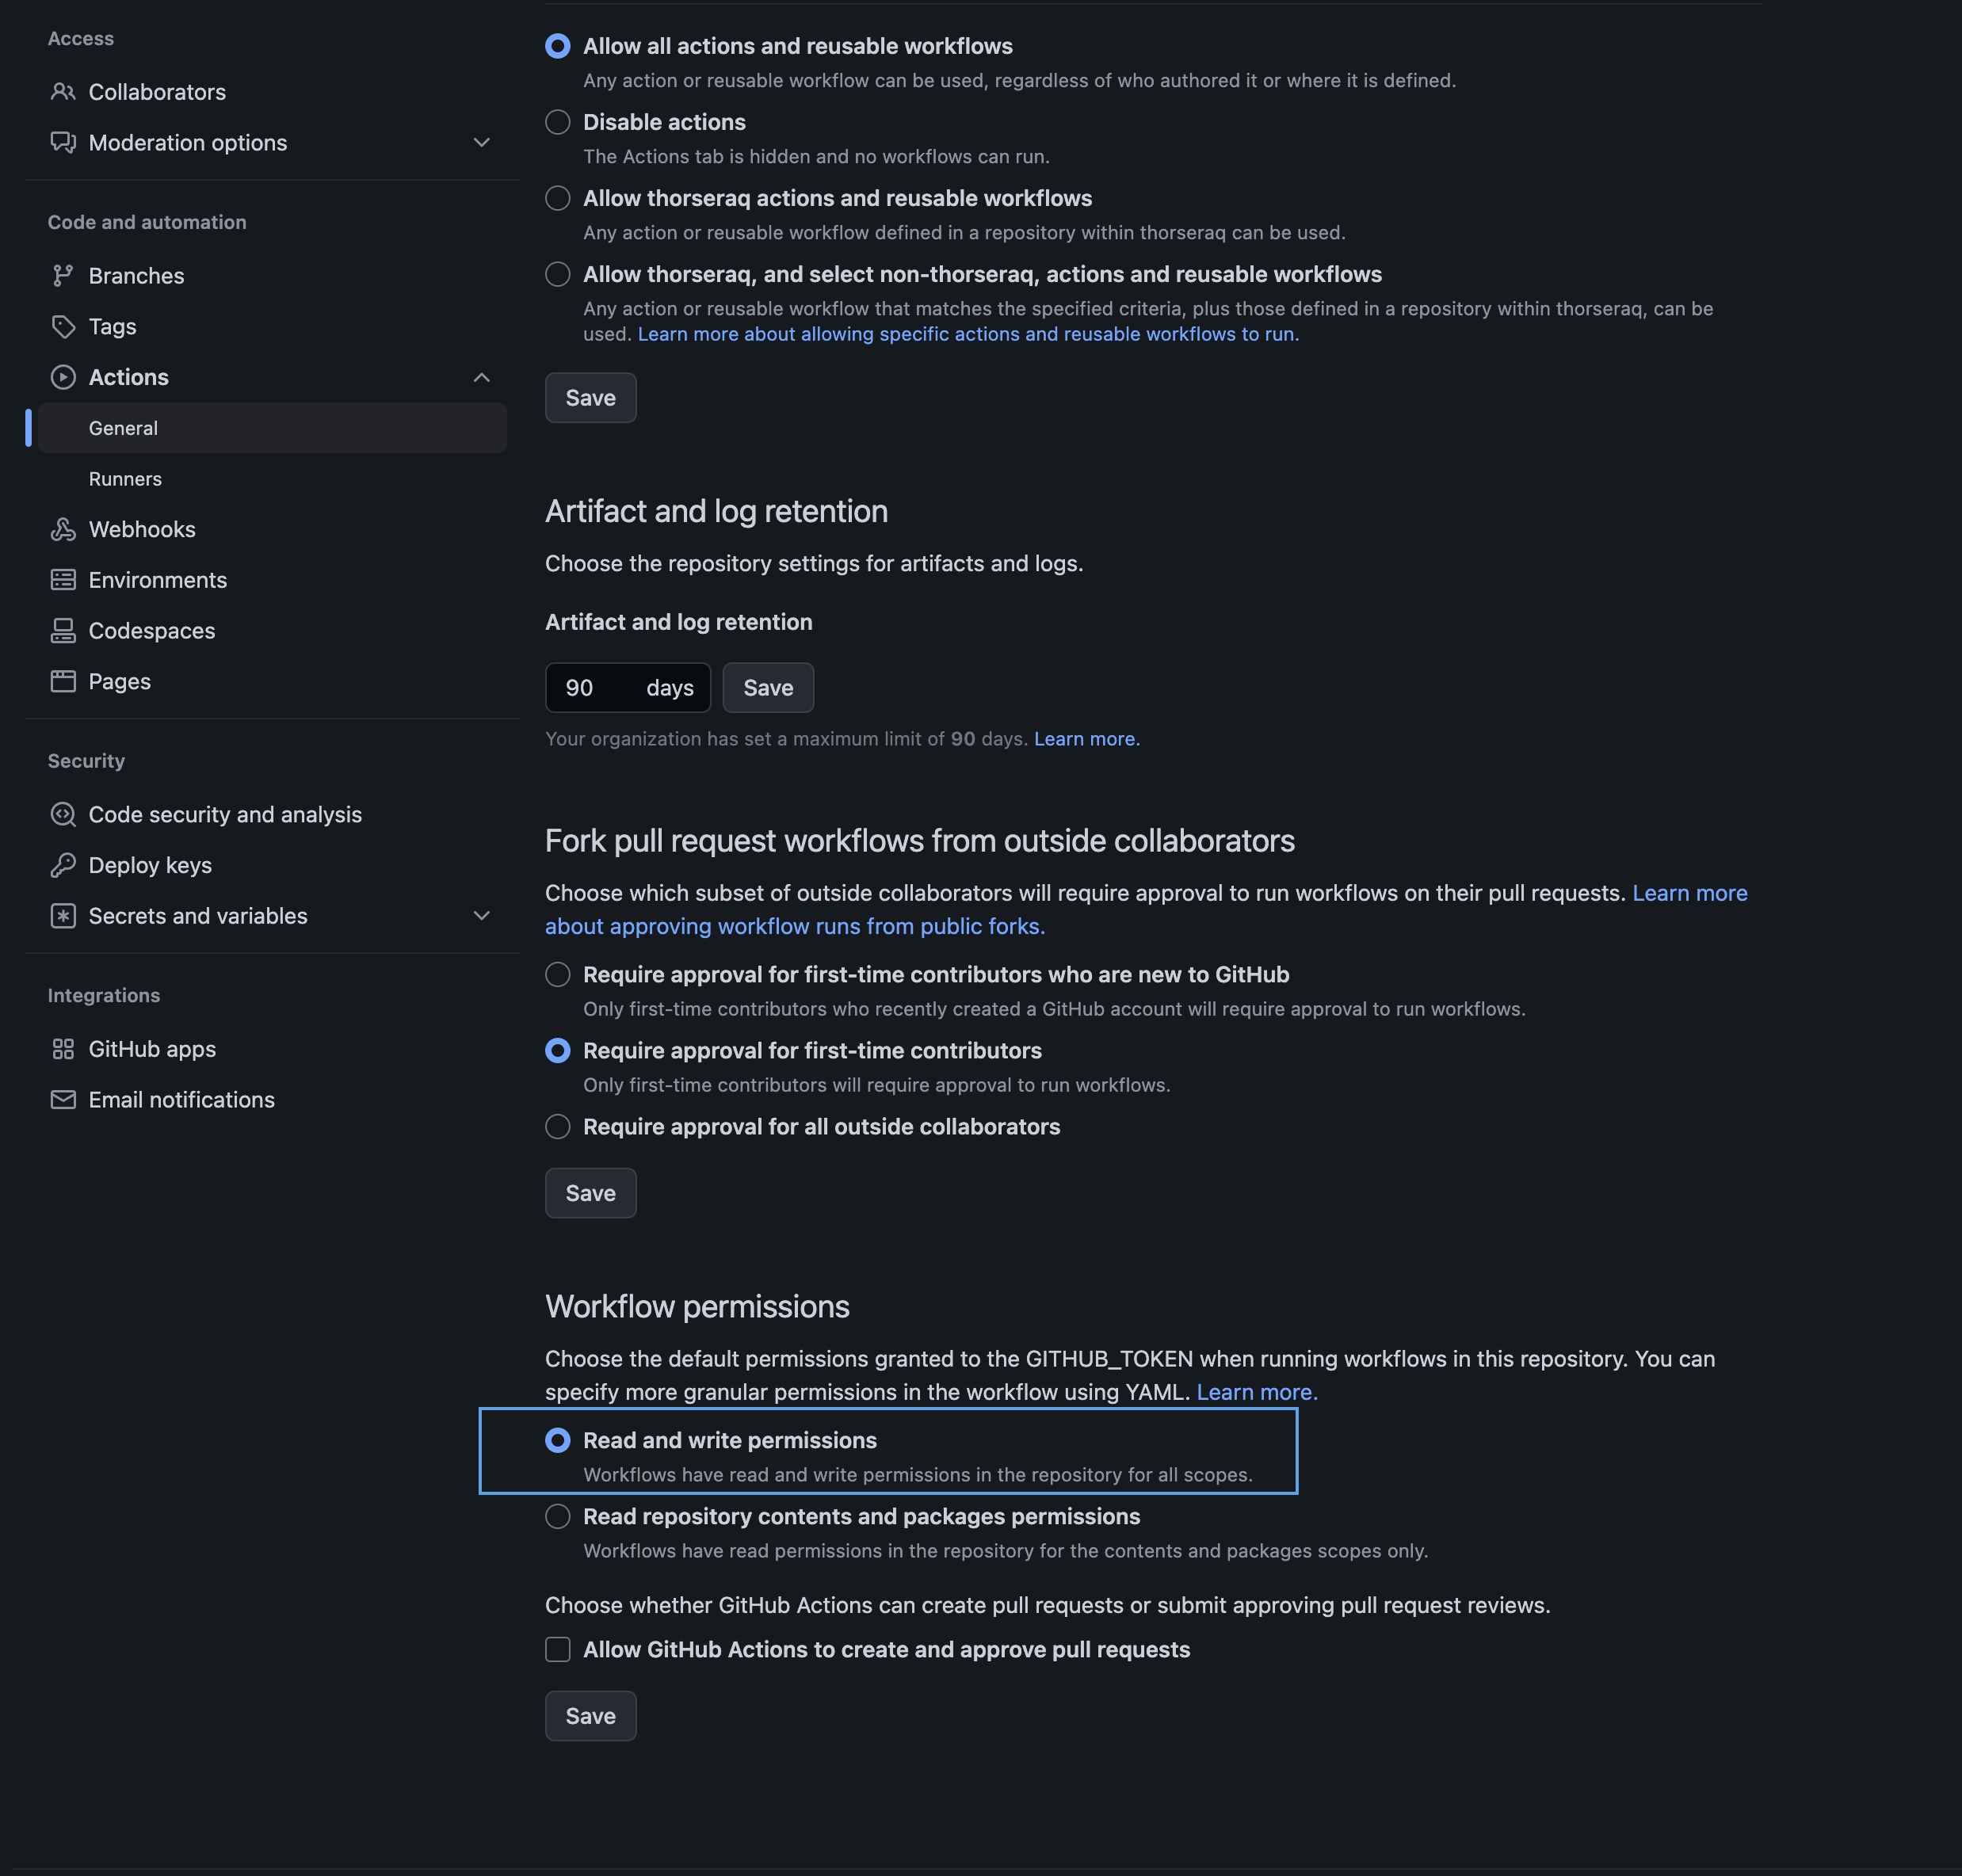 Access
Collaborators
Moderation options
Code and automation
Branches
Tags
Actions
General
Runners
Webhooks
Environments
Codespaces
Pages
Security
Code security and analysis
Deploy keys
Secrets and variables
Integrations
GitHub apps
Email notifications
Allow all actions and reusable workflows
Any action or reusable workflow can be used, regardless of who authored it or where it is defined.
Disable actions
The Actions tab is hidden and no workflows can run.
Allow thorseraq actions and reusable workflows
Any action or reusable workflow defined in a repository within thorseraq can be used.
Allow thorseraq, and select non-thorseraq, actions and reusable workflows
Any action or reusable workflow that matches the specified criteria, plus those defined in a repository within thorseraq, can be
used. Learn more about allowing specific actions and reusable workflows to run.
Save
Artifact and log retention
Choose the repository settings for artifacts and logs.
Artifact and log retention
90 days Save
Your organization has set a maximum limit of 90 days. Learn more.
Fork pull request workflows from outside collaborators
Choose which subset of outside collaborators will require approval to run workflows on their pull requests. Learn more
about approving workflow runs from public forks.
Require approval for first-time contributors who are new to GitHub
Only first-time contributors who recently created a GitHub account will require approval to run workflows.
Require approval for first-time contributors
Only first-time contributors will require approval to run workflows.
Require approval for all outside collaborators
Save
Workflow permissions
Choose the default permissions granted to the GITHUB_TOKEN when running workflows in this repository. You can
specify more granular permissions in the workflow using YAML. Learn more.
Read and write permissions
Workflows have read and write permissions in the repository for all scopes.
Read repository contents and packages permissions
Workflows have read permissions in the repository for the contents and packages scopes only.
Choose whether GitHub Actions can create pull requests or submit approving pull request reviews.
Allow GitHub Actions to create and approve pull requests
Save